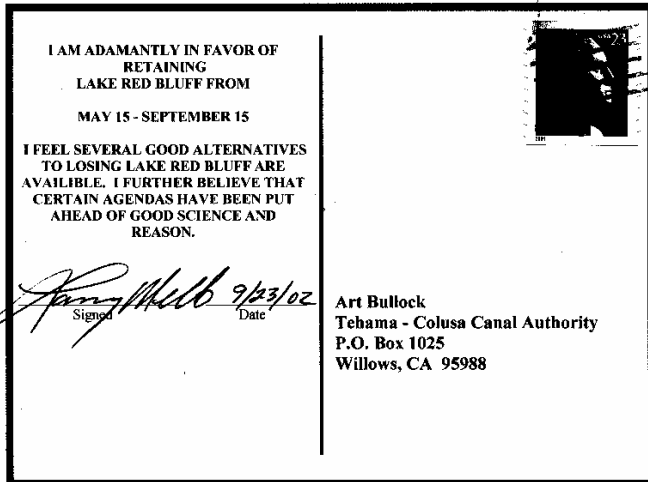 I AM ADAMANTLY IN FAVOR OF
RETAINING
LAKE RED BLUFF FROM
MAY 15 - SEPTEMBER 15
I FEEL SEVERAL GOOD ALTERNATIVES
TO LOSING LAKE RED BLUFF ARE
AVAILIBLE. I FURTHER BELIEVE THAT
CERTAIN AGENDAS HAVE BEEN PUT
AHEAD OF GOOD SCIENCE AND
REASON.
9/23/02
Signed Date
Art Bullock
Tehama - Colusa Canal Authority
P.O. Box 1025
Willows, CA 95988